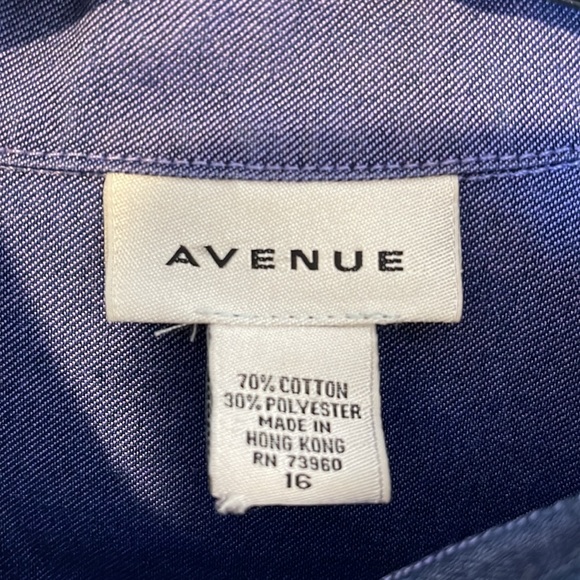 AVENUE
70% COTTON
30% POLYESTER
MADE IN
HONG KONG
RN 73960
16